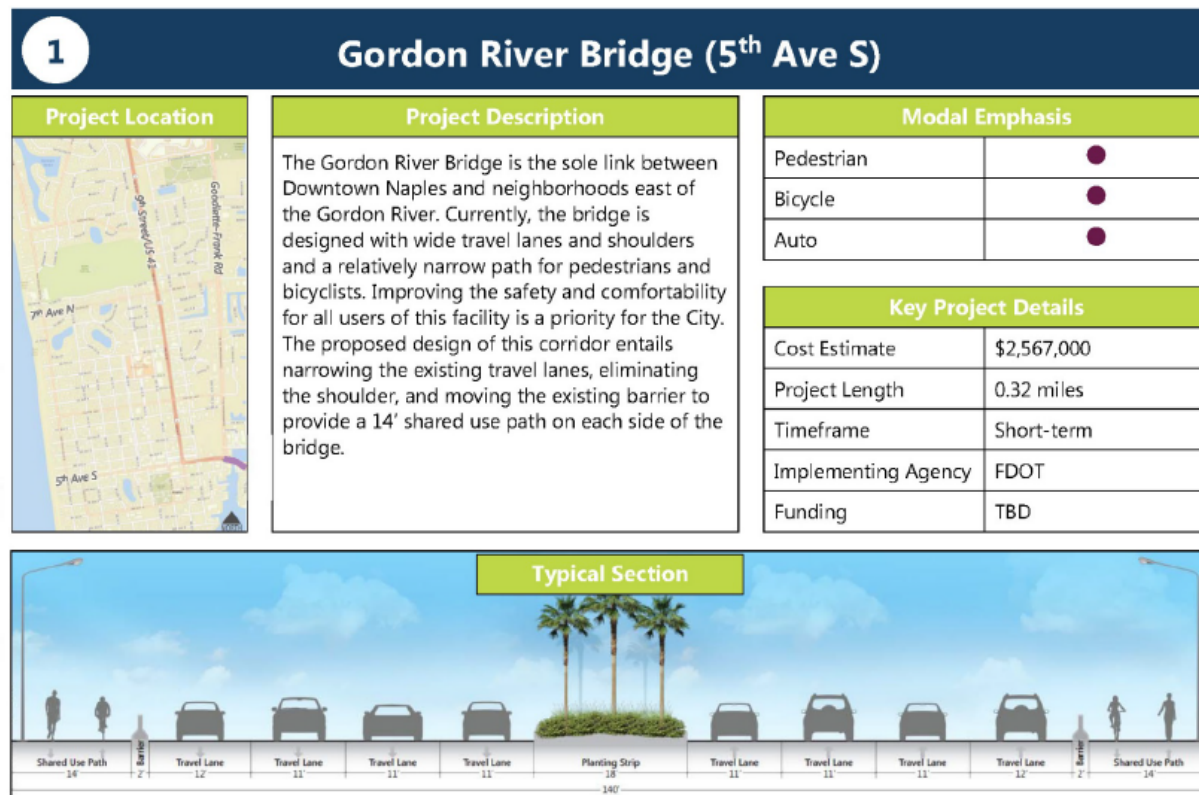 1
Gordon River Bridge (5th Ave S)
Project Location
9th Street/US 41
Goodlette-Frank Rd
7th Ave N
5th Ave S
Project Description
The Gordon River Bridge is the sole link between
Downtown Naples and neighborhoods east of
the Gordon River. Currently, the bridge is
designed with wide travel lanes and shoulders
and a relatively narrow path for pedestrians and
bicyclists. Improving the safety and comfortability
for all users of this facility is a priority for the City.
The proposed design of this corridor entails
narrowing the existing travel lanes, eliminating
the shoulder, and moving the existing barrier to
provide a 14' shared use path on each side of the
bridge.
Modal Emphasis
Pedestrian
Bicycle
Auto
Key Project Details
Cost Estimate $2,567,000
Project Length 0.32 miles
Timeframe Short-term
Implementing Agency FDOT
Funding TBD
Typical Section
Shared Use Path Barrier Travel Lane Travel Lane Travel Lane Travel Lane Planting Strip Travel Lane Travel Lane Travel Lane Travel Lane Barrier Shared Use Path
14' 2' 12' 11' 11' 11' 18' 11' 11' 11' 12' 2' 14'
140'